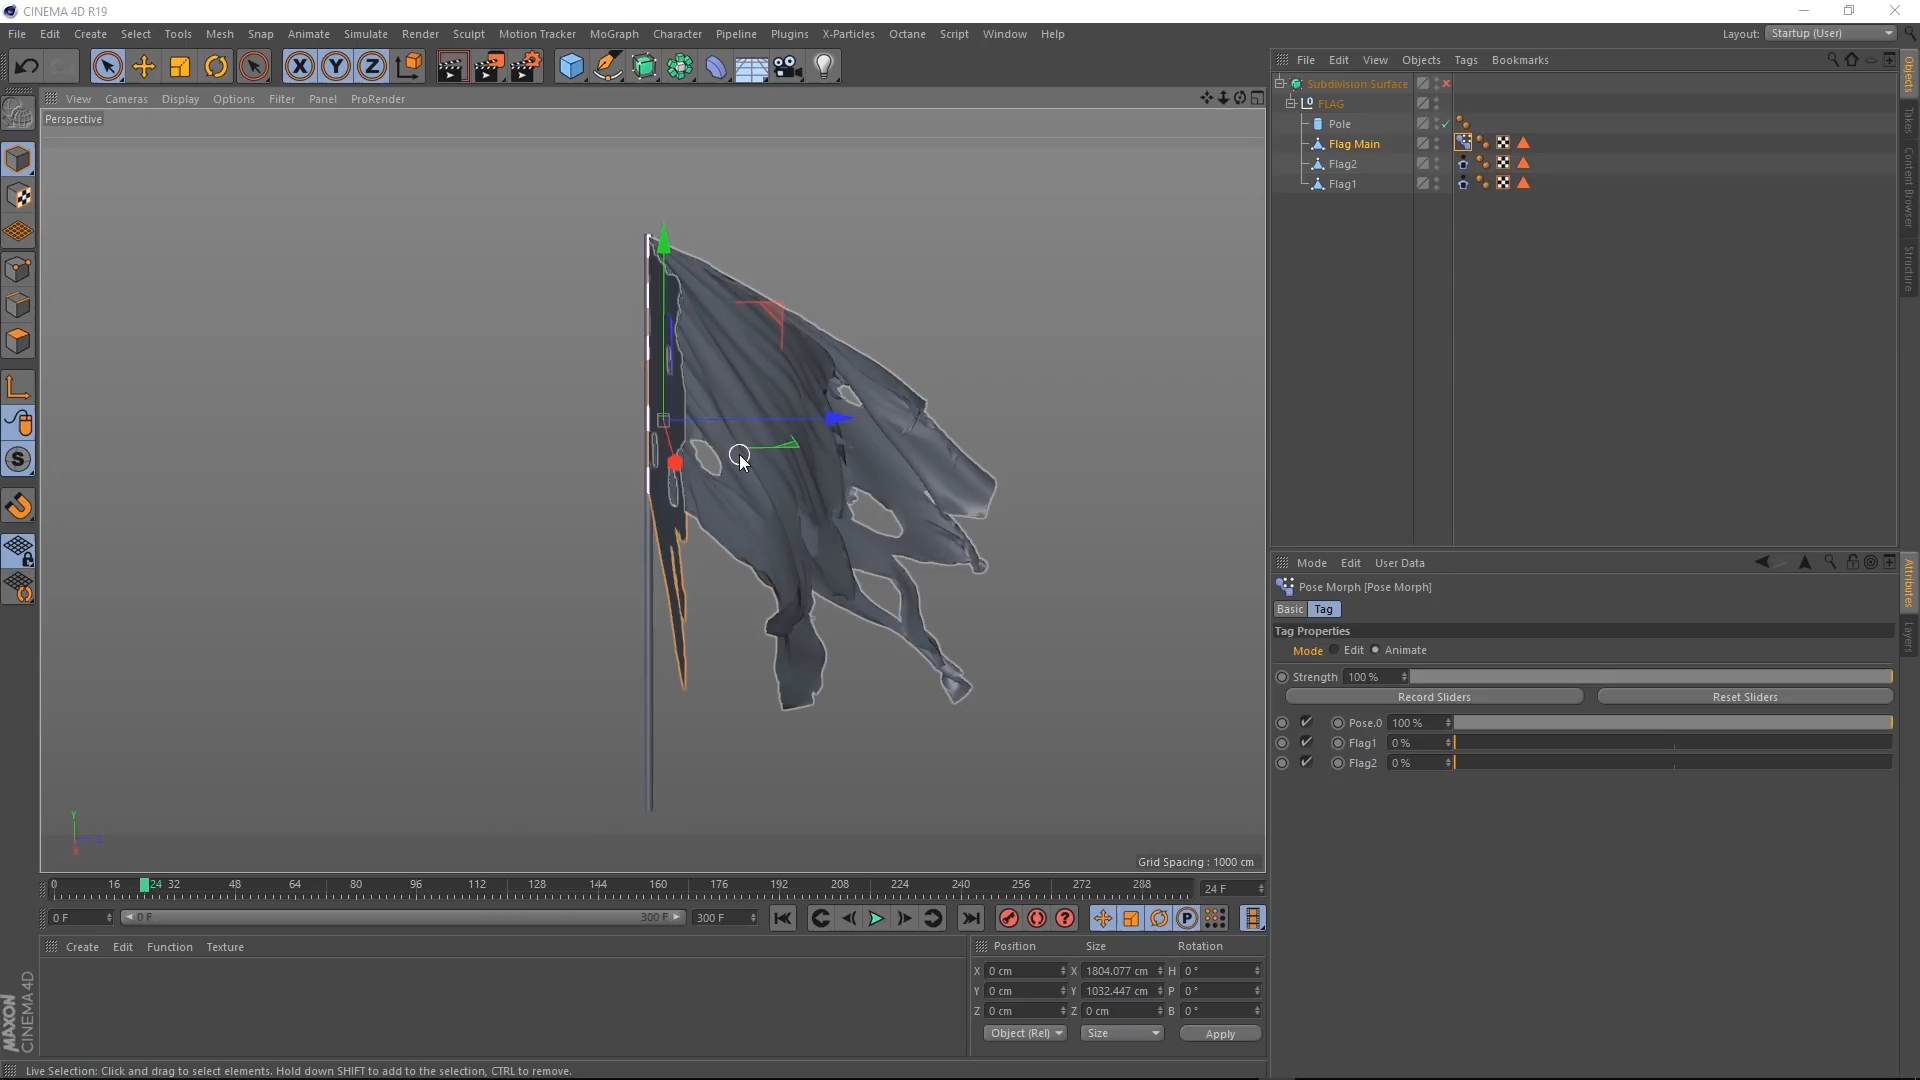 CINEMA 4D R19
File Edit Create Select Tools Mesh Snap Animate Simulate Render Sculpt Motion Tracker MoGraph Character Pipeline Plugins X-Particles Octane Script Window Help
Layout: Startup (User)
X Y Z
File Edit View Objects Tags Bookmarks
Subdivision Surface
FLAG
Pole
Flag Main
Flag2
Flag1
Objects
Takes
Content Browser
Structure
View Cameras Display Options Filter Panel ProRender
Perspective
S
Y
Grid Spacing : 1000 cm
Mode Edit User Data
Pose Morph [Pose Morph]
Basic Tag
Tag Properties
Mode Edit Animate
Strength 100 %
Record Sliders Reset Sliders
Pose.0 100 %
Flag1 0 %
Flag2 0 %
Attributes
Layers
0 16 24 32 48 64 80 96 112 128 144 160 176 192 208 224 240 256 272 288 24 F
0 F 0 F 300 F 300 F ? P
Create Edit Function Texture
Position Size Rotation
X 0 cm X 1804.077 cm H 0 °
Y 0 cm Y 1032.447 cm P 0 °
Z 0 cm Z 0 cm B 0 °
Object (Rel) Size Apply
MAXON
CINEMA 4D
Live Selection: Click and drag to select elements. Hold down SHIFT to add to the selection, CTRL to remove.